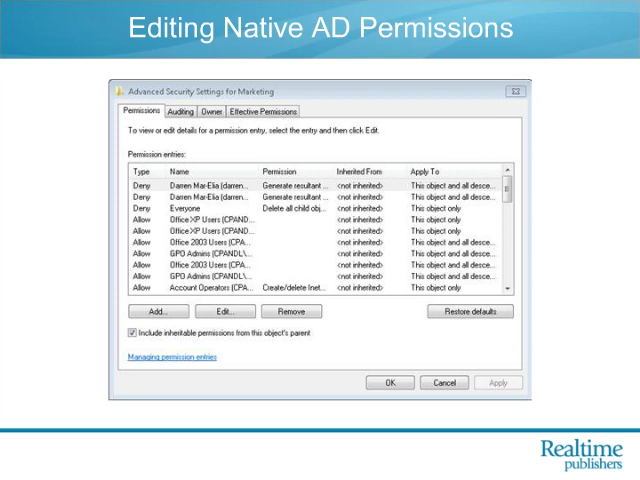 Editing Native AD Permissions
Advanced Security Settings for Marketing
Permissions Auditing Owner Effective Permissions
To view or edit details for a permission entry, select the entry and then click Edit.
Permission entries:
Type Name Permission Inherited From Apply To
Deny Darren Mar-Elia (darren... Generate resultant ... <not inherited> This object and all desce...
Deny Darren Mar-Elia (darren... Generate resultant ... <not inherited> This object and all desce...
Deny Everyone Delete all child obj... <not inherited> This object only
Allow Office XP Users (CPAND... <not inherited> This object only
Allow Office XP Users (CPAND... <not inherited> This object only
Allow Office 2003 Users (CPA... <not inherited> This object and all desce...
Allow GPO Admins (CPANDL\... <not inherited> This object and all desce...
Allow Office 2003 Users (CPA... <not inherited> This object and all desce...
Allow GPO Admins (CPANDL\... <not inherited> This object and all desce...
Allow Account Operators (CPA... Create/delete Inet... <not inherited> This object only
Add... Edit... Remove Restore defaults
Include inheritable permissions from this object's parent
Managing permission entries
OK Cancel Apply
Realtime
publishers